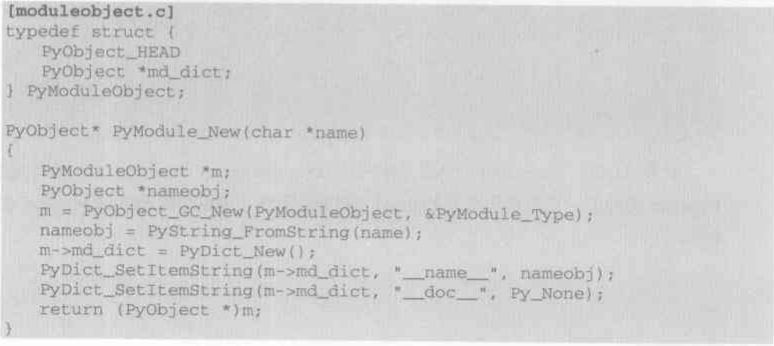 [moduleobject.c]
typedef struct {
    PyObject_HEAD
    PyObject *md_dict;
} PyModuleObject;

PyObject* PyModule_New(char *name)
{
    PyModuleObject *m;
    PyObject *nameobj;
    m = PyObject_GC_New(PyModuleObject, &PyModule_Type);
    nameobj = PyString_FromString(name);
    m->md_dict = PyDict_New();
    PyDict_SetItemString(m->md_dict, "__name__", nameobj);
    PyDict_SetItemString(m->md_dict, "__doc__", Py_None);
    return (PyObject *)m;
}